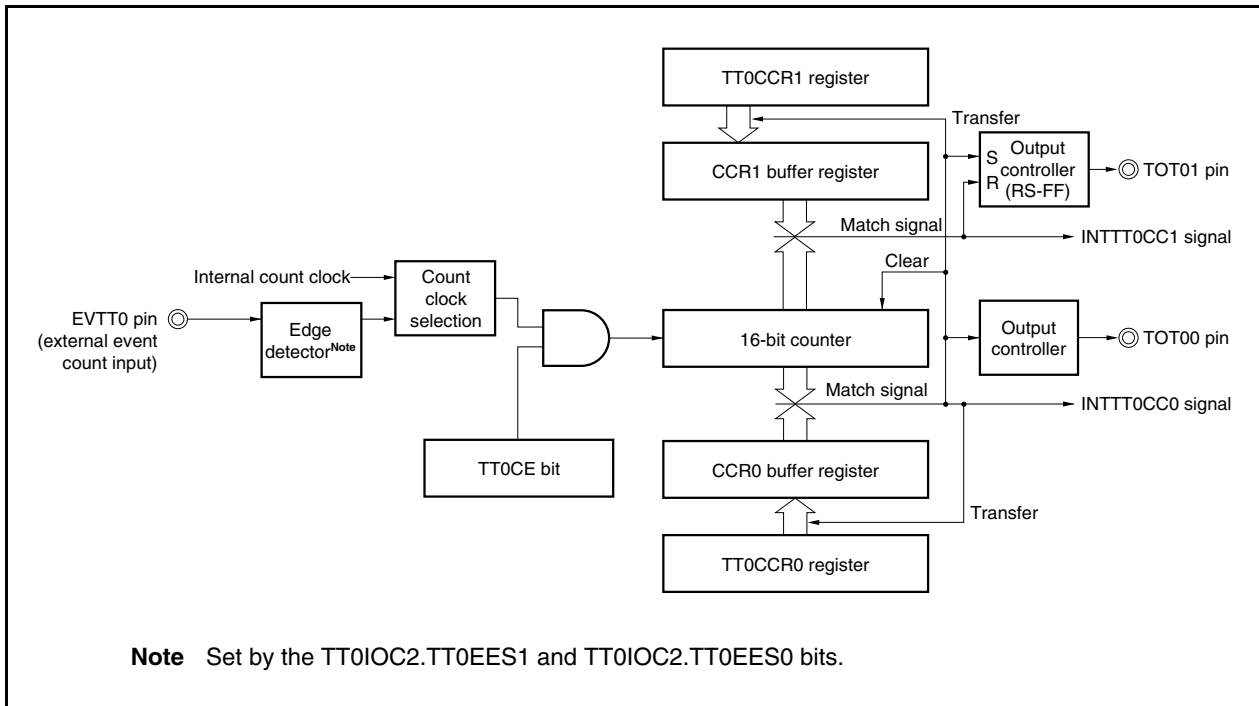 TT0CCR1 register
Transfer
CCR1 buffer register
S
R
Output
controller
(RS-FF)
TOT01 pin
Match signal
INTTT0CC1 signal
Clear
Internal count clock
Count
clock
selection
EVTT0 pin
(external event
count input)
Edge
detectorNote
16-bit counter
Output
controller
TOT00 pin
Match signal
INTTT0CC0 signal
TT0CE bit
CCR0 buffer register
Transfer
TT0CCR0 register
Note Set by the TT0IOC2.TT0EES1 and TT0IOC2.TT0EES0 bits.